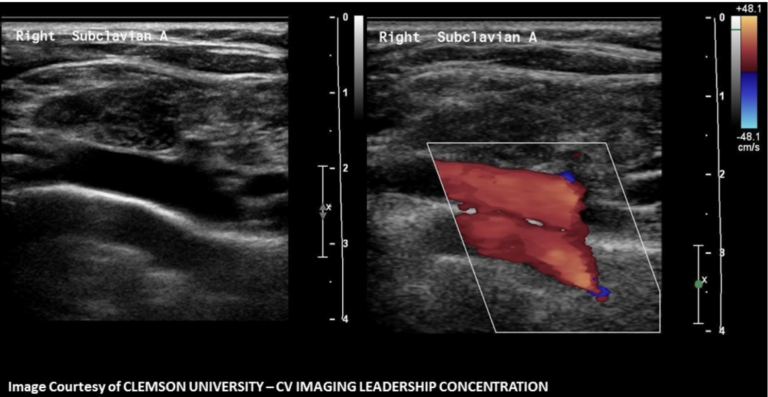 Right Subclavian A
0
1
2
x
3
4
Right Subclavian A
0
1
2
3
x
4
+48.1
-48.1
cm/s
Image Courtesy of CLEMSON UNIVERSITY – CV IMAGING LEADERSHIP CONCENTRATION